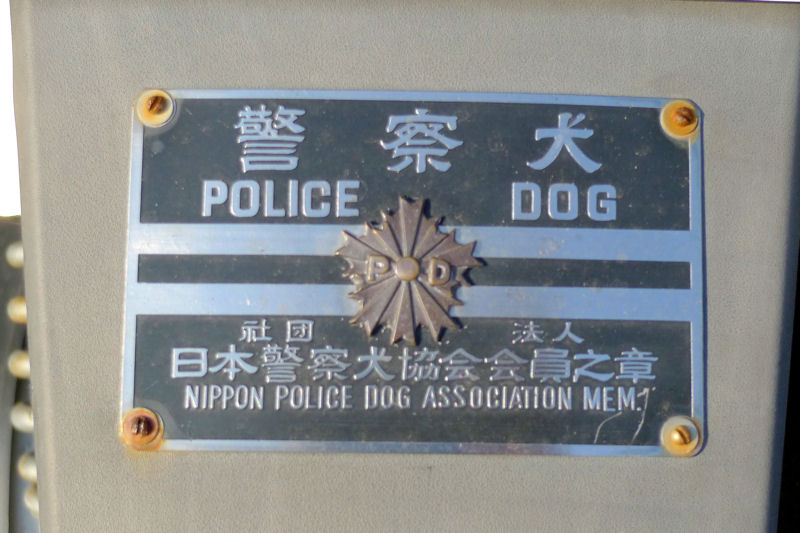 警察犬
POLICE DOG
P D
社団 法人
日本警察犬協会会員之章
NIPPON POLICE DOG ASSOCIATION MEM.